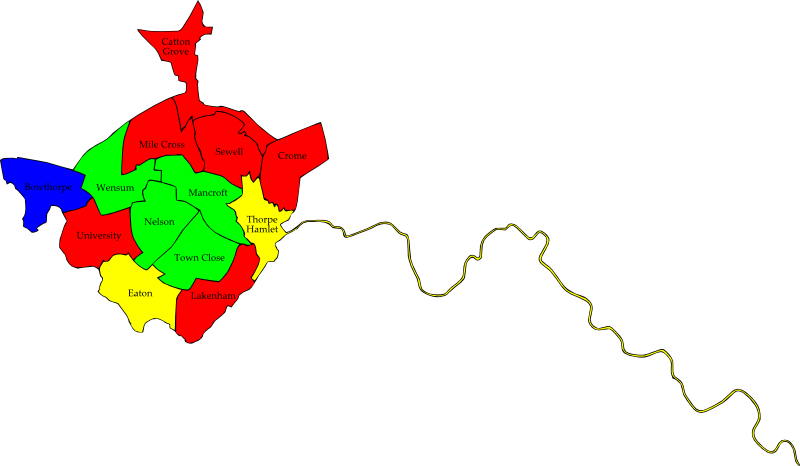 Catton
Grove
Mile Cross
Sewell
Crome
Bowthorpe
Wensum
Mancroft
Nelson
Thorpe
Hamlet
University
Town Close
Eaton
Lakenham